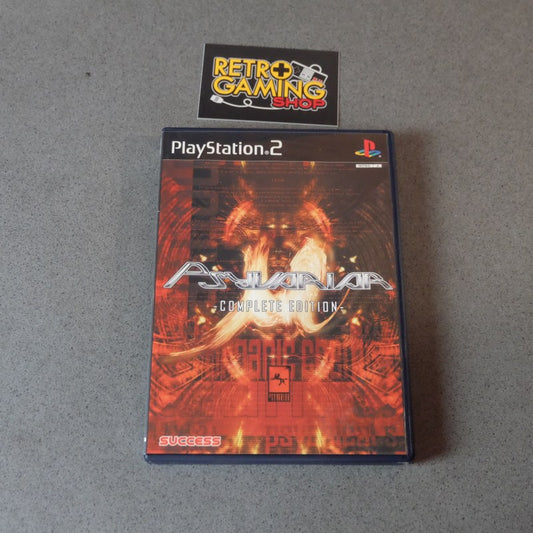 RETRO
GAMING
SHOP
PlayStation 2
PSYVARIAR
-COMPLETE EDITION-
SUCCESS